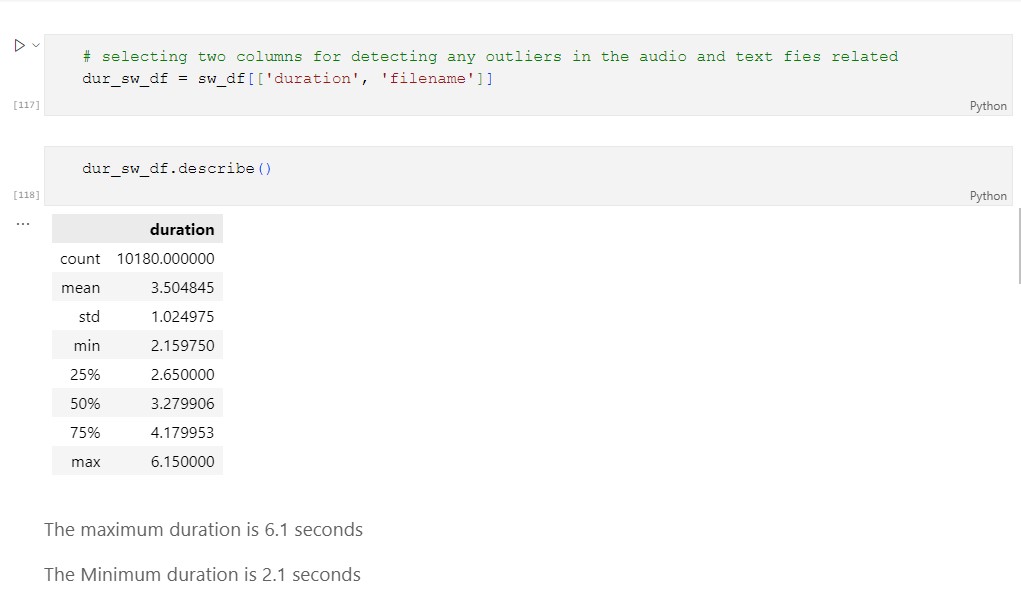 # selecting two columns for detecting any outliers in the audio and text fies related
dur_sw_df = sw_df[['duration', 'filename']]
[117]
Python
dur_sw_df.describe()
[118]
Python
...
duration
count 10180.000000
mean 3.504845
std 1.024975
min 2.159750
25% 2.650000
50% 3.279906
75% 4.179953
max 6.150000
The maximum duration is 6.1 seconds
The Minimum duration is 2.1 seconds